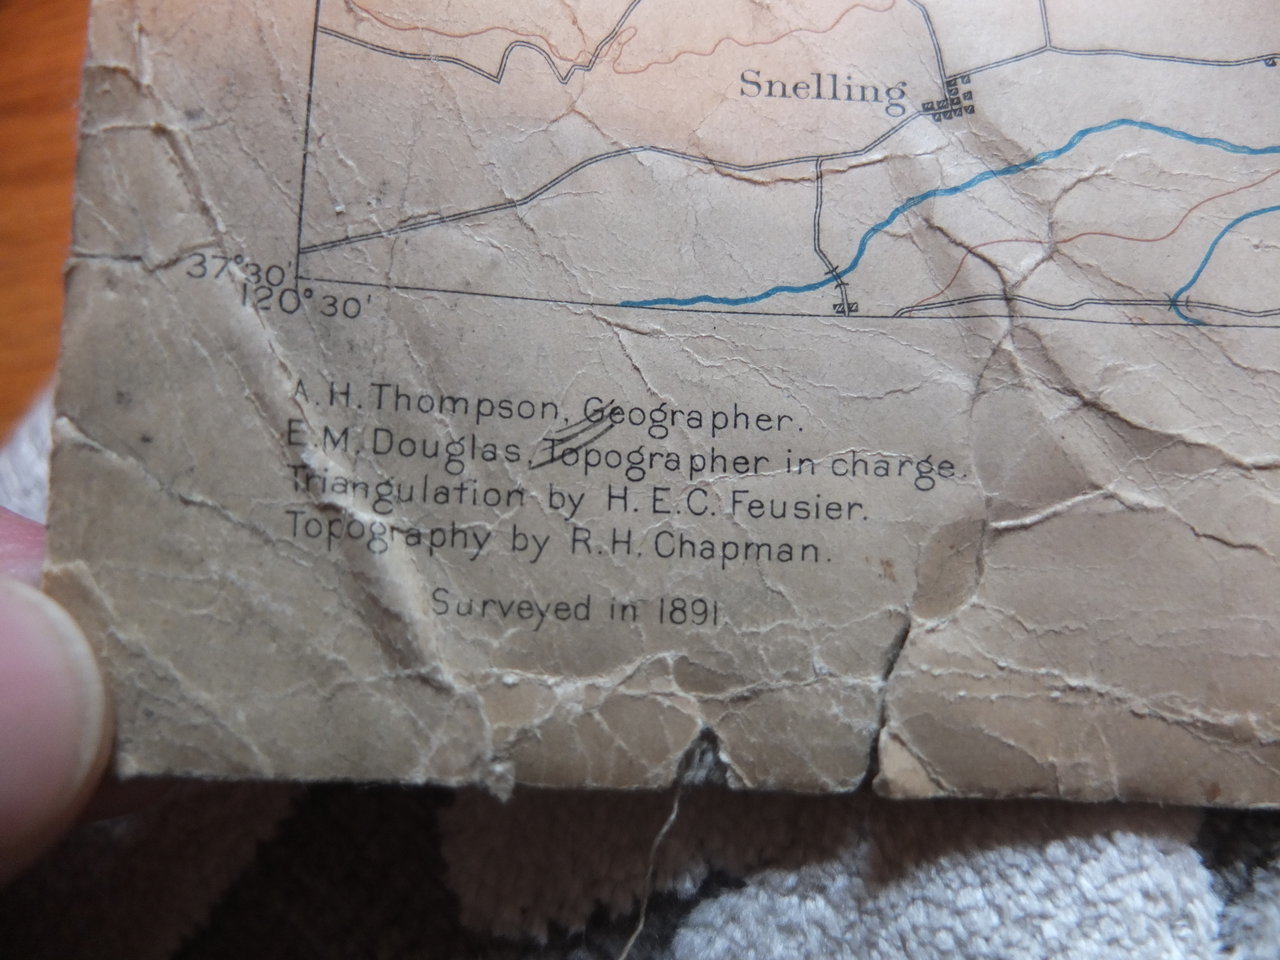 Snelling
37°30'
120°30'
A. H. Thompson, Geographer.
E. M. Douglas, Topographer in charge.
Triangulation by H. E. C. Feusier.
Topography by R. H. Chapman.
Surveyed in 1891.